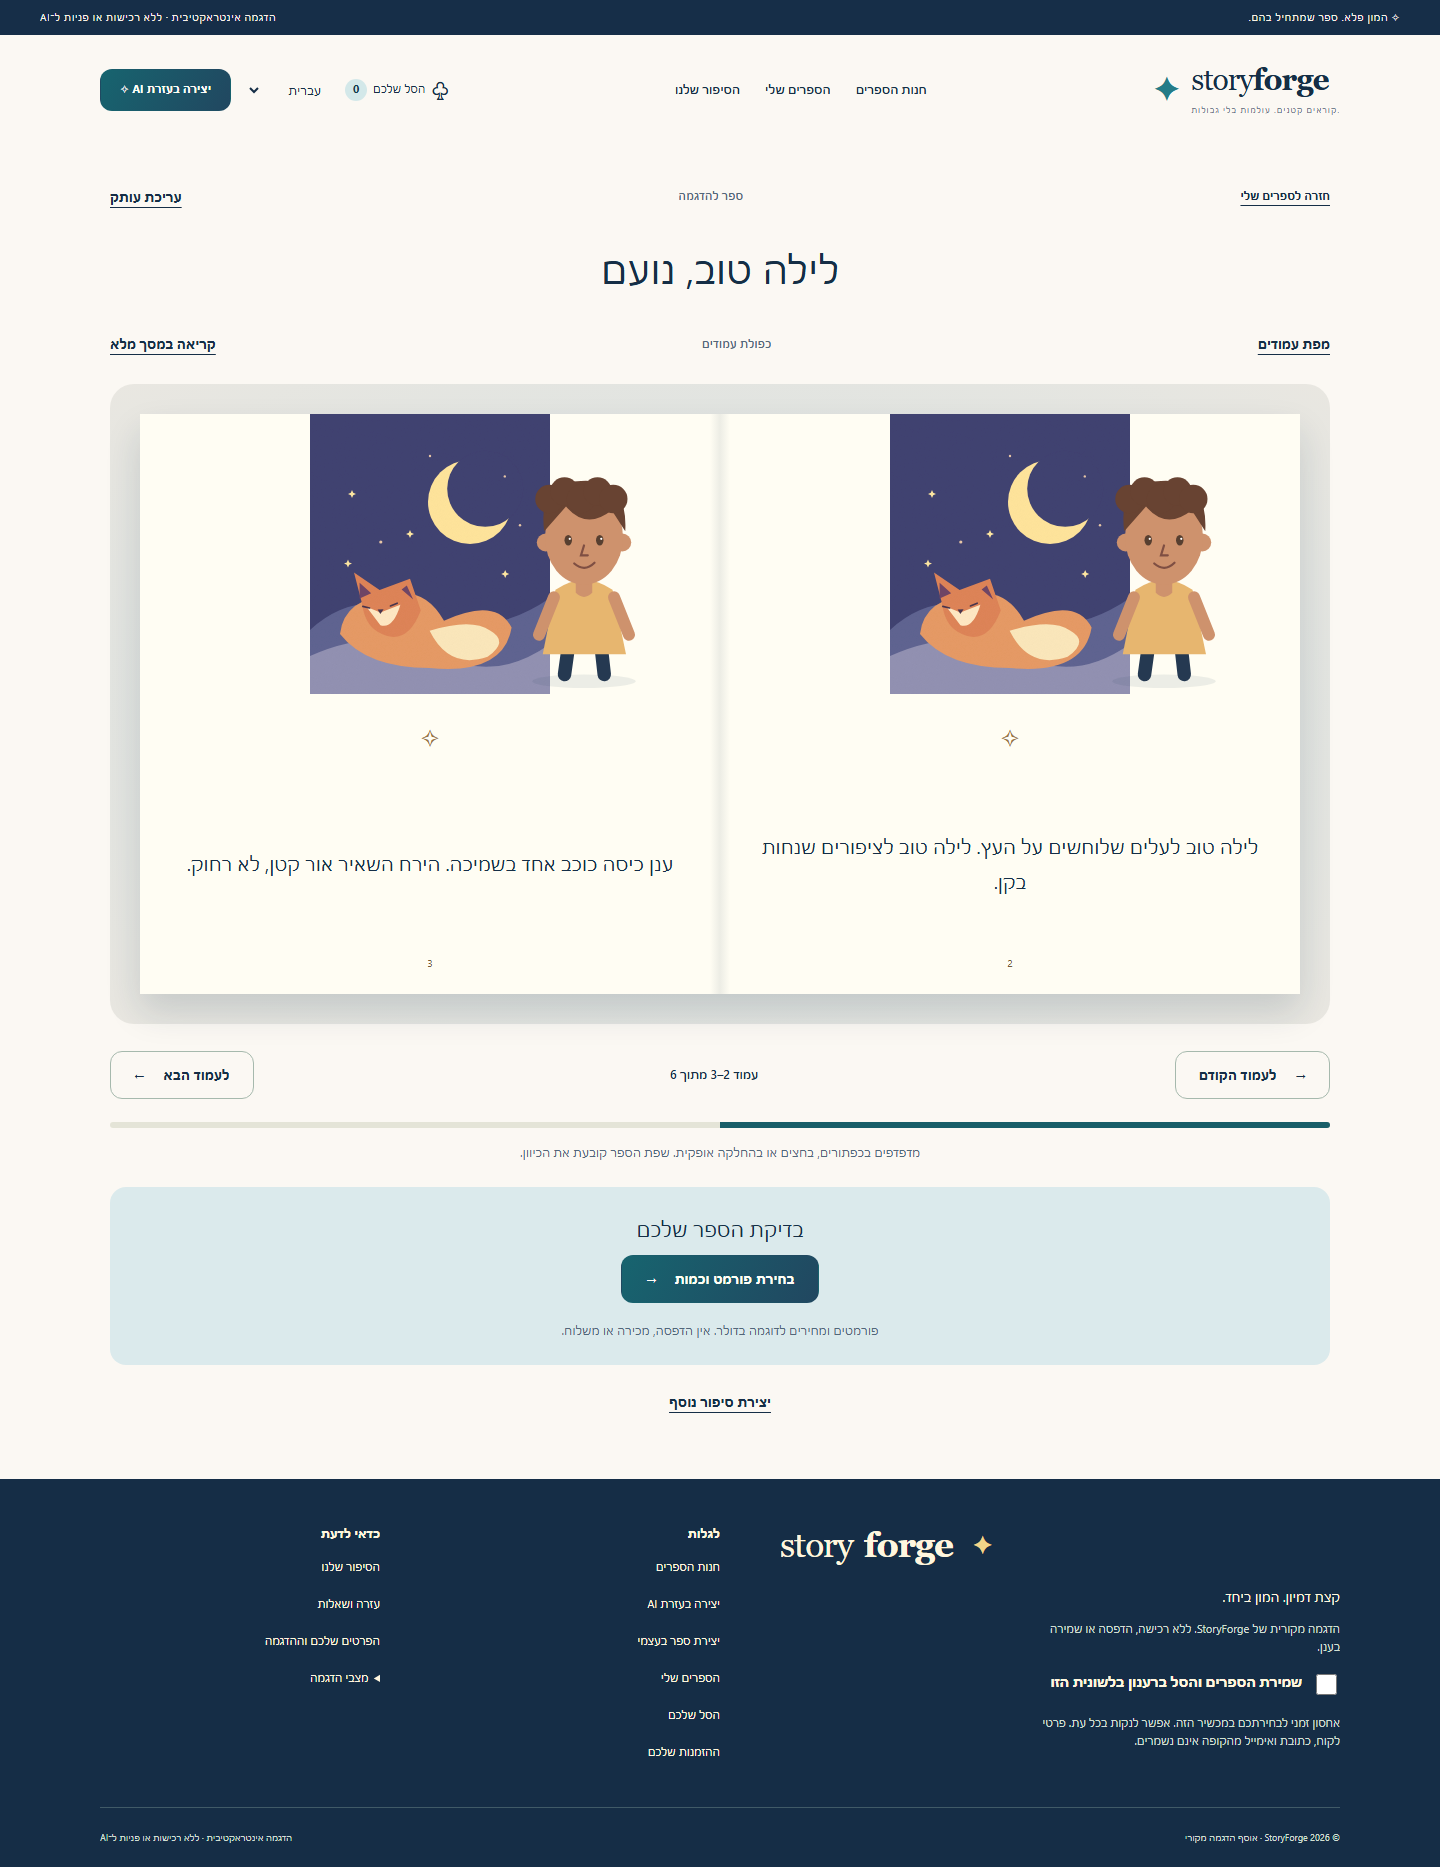 ✧ המון פלא. ספר שמתחיל בהם.
הדגמה אינטראקטיבית · ללא רכישות או פניות ל־AI
storyforge
קוראים קטנים. עולמות בלי גבולות.
חנות הספרים
הספרים שלי
הסיפור שלנו
הסל שלכם
0
עברית
יצירה בעזרת AI ✧
חזרה לספרים שלי
ספר להדגמה
עריכת עותק
לילה טוב, נועם
מפת עמודים
כפולת עמודים
קריאה במסך מלא
✧
לילה טוב לעלים שלוחשים על העץ. לילה טוב לציפורים שנחות
בקן.
2
✧
ענן כיסה כוכב אחד בשמיכה. הירח השאיר אור קטן, לא רחוק.
3
→ לעמוד הקודם
עמוד 2–3 מתוך 6
לעמוד הבא ←
מדפדפים בכפתורים, בחצים או בהחלקה אופקית. שפת הספר קובעת את הכיוון.
בדיקת הספר שלכם
בחירת פורמט וכמות →
פורמטים ומחירים לדוגמה בדולר. אין הדפסה, מכירה או משלוח.
יצירת סיפור נוסף
story forge
קצת דמיון. המון ביחד.
הדגמה מקורית של StoryForge. ללא רכישה, הדפסה או שמירה
בענן.
שמירת הספרים והסל ברענון בלשונית הזו
אחסון זמני לבחירתכם במכשיר הזה. אפשר לנקות בכל עת. פרטי
לקוח, כתובת ואימייל מהקופה אינם נשמרים.
לגלות
חנות הספרים
יצירה בעזרת AI
יצירת ספר בעצמי
הספרים שלי
הסל שלכם
ההזמנות שלכם
כדאי לדעת
הסיפור שלנו
עזרה ושאלות
הפרטים שלכם וההדגמה
◂ מצבי הדגמה
© 2026 StoryForge · אוסף הדגמה מקורי
הדגמה אינטראקטיבית · ללא רכישות או פניות ל־AI